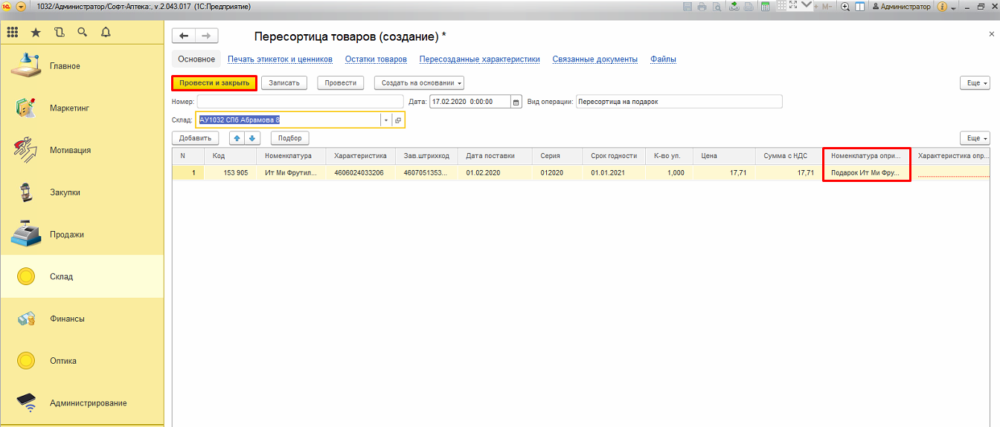 1032/Администратор/Софт-Аптека:, v.2.043.017 (1С:Предприятие)
M-
Администратор
Главное
Маркетинг
Мотивация
Закупки
Продажи
Склад
Финансы
Оптика
Администрирование
Пересортица товаров (создание) *
Основное Печать этикеток и ценников Остатки товаров Пересозданные характеристики Связанные документы Файлы
Провести и закрыть Записать Провести Создать на основании Еще
Номер: Дата: 17.02.2020 0:00:00 Вид операции: Пересортица на подарок
Склад: АУ1032 СПб Абрамова 8
Добавить Подбор Еще
N Код Номенклатура Характеристика Зав.штрихкод Дата поставки Серия Срок годности К-во уп. Цена Сумма с НДС Номенклатура опри... Характеристика опр...
1 153 905 Ит Ми Фрутил... 4606024033206 4607051353... 01.02.2020 012020 01.01.2021 1,000 17,71 17,71 Подарок Ит Ми Фру...